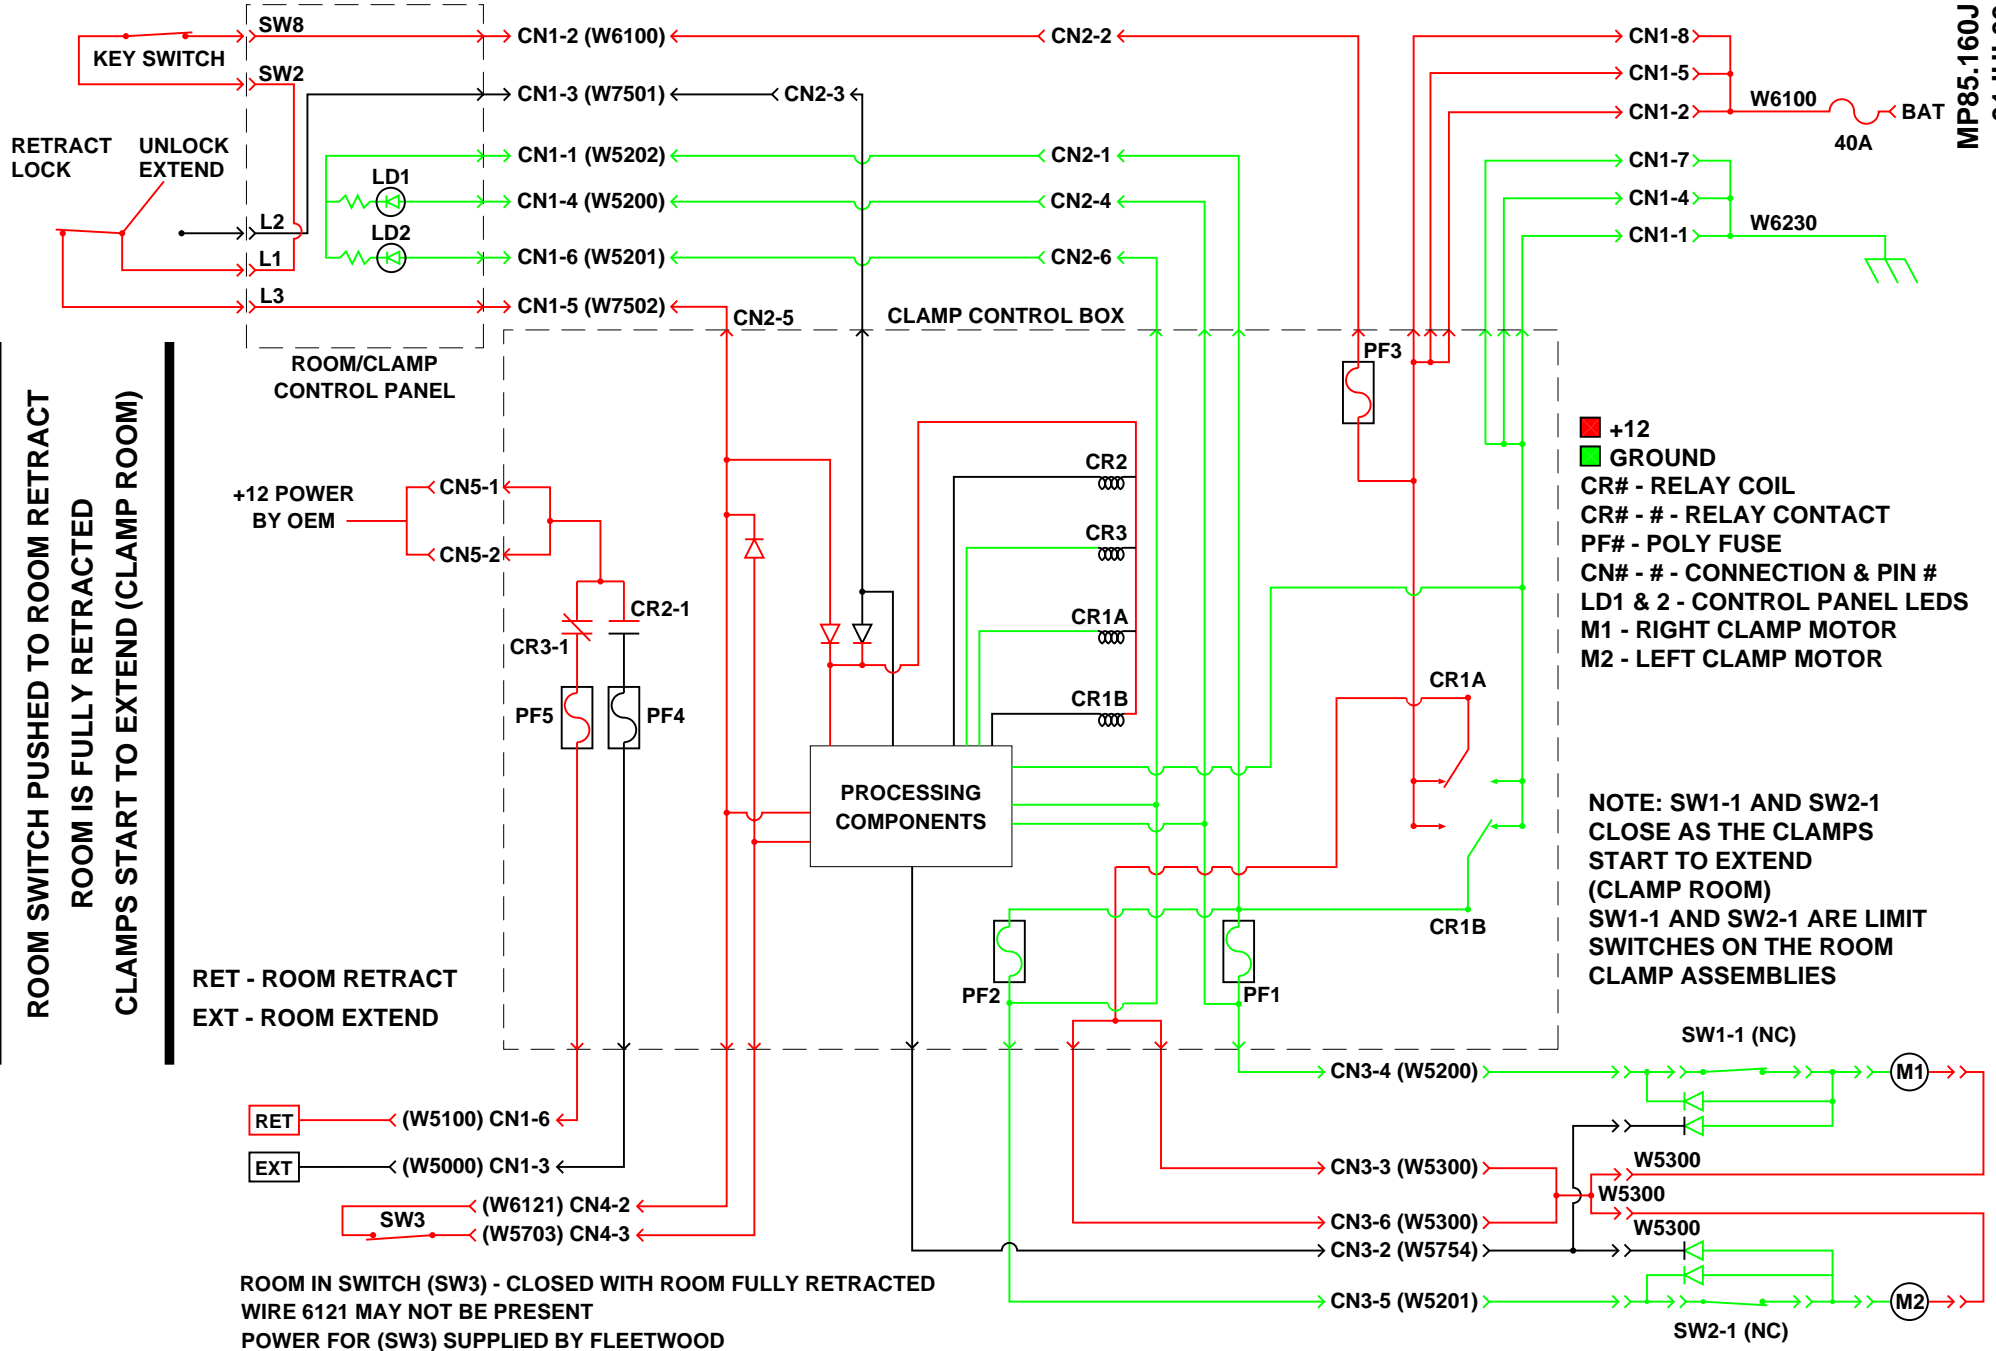 SW8
KEY SWITCH
SW2
RETRACT
LOCK
UNLOCK
EXTEND
L2
L1
L3
LD1
LD2
CN1-2 (W6100)
CN1-3 (W7501)
CN1-1 (W5202)
CN1-4 (W5200)
CN1-6 (W5201)
CN1-5 (W7502)
CN2-2
CN2-3
CN2-1
CN2-4
CN2-6
CN2-5
CLAMP CONTROL BOX
ROOM/CLAMP
CONTROL PANEL
CN1-8
CN1-5
CN1-2
W6100
40A
BAT
CN1-7
CN1-4
CN1-1
W6230
MP85.160J
ROOM SWITCH PUSHED TO ROOM RETRACT
ROOM IS FULLY RETRACTED
CLAMPS START TO EXTEND (CLAMP ROOM)
+12 POWER
BY OEM
CN5-1
CN5-2
CR3-1
CR2-1
PF5
PF4
PF3
CR2
CR3
CR1A
CR1B
PROCESSING
COMPONENTS
CR1A
CR1B
PF2
PF1
+12
GROUND
CR# - RELAY COIL
CR# - # - RELAY CONTACT
PF# - POLY FUSE
CN# - # - CONNECTION & PIN #
LD1 & 2 - CONTROL PANEL LEDS
M1 - RIGHT CLAMP MOTOR
M2 - LEFT CLAMP MOTOR
NOTE: SW1-1 AND SW2-1
CLOSE AS THE CLAMPS
START TO EXTEND
(CLAMP ROOM)
SW1-1 AND SW2-1 ARE LIMIT
SWITCHES ON THE ROOM
CLAMP ASSEMBLIES
RET - ROOM RETRACT
EXT - ROOM EXTEND
RET
(W5100) CN1-6
EXT
(W5000) CN1-3
(W6121) CN4-2
SW3
(W5703) CN4-3
SW1-1 (NC)
CN3-4 (W5200)
M1
CN3-3 (W5300)
W5300
W5300
CN3-6 (W5300)
W5300
CN3-2 (W5754)
CN3-5 (W5201)
M2
SW2-1 (NC)
ROOM IN SWITCH (SW3) - CLOSED WITH ROOM FULLY RETRACTED
WIRE 6121 MAY NOT BE PRESENT
POWER FOR (SW3) SUPPLIED BY FLEETWOOD